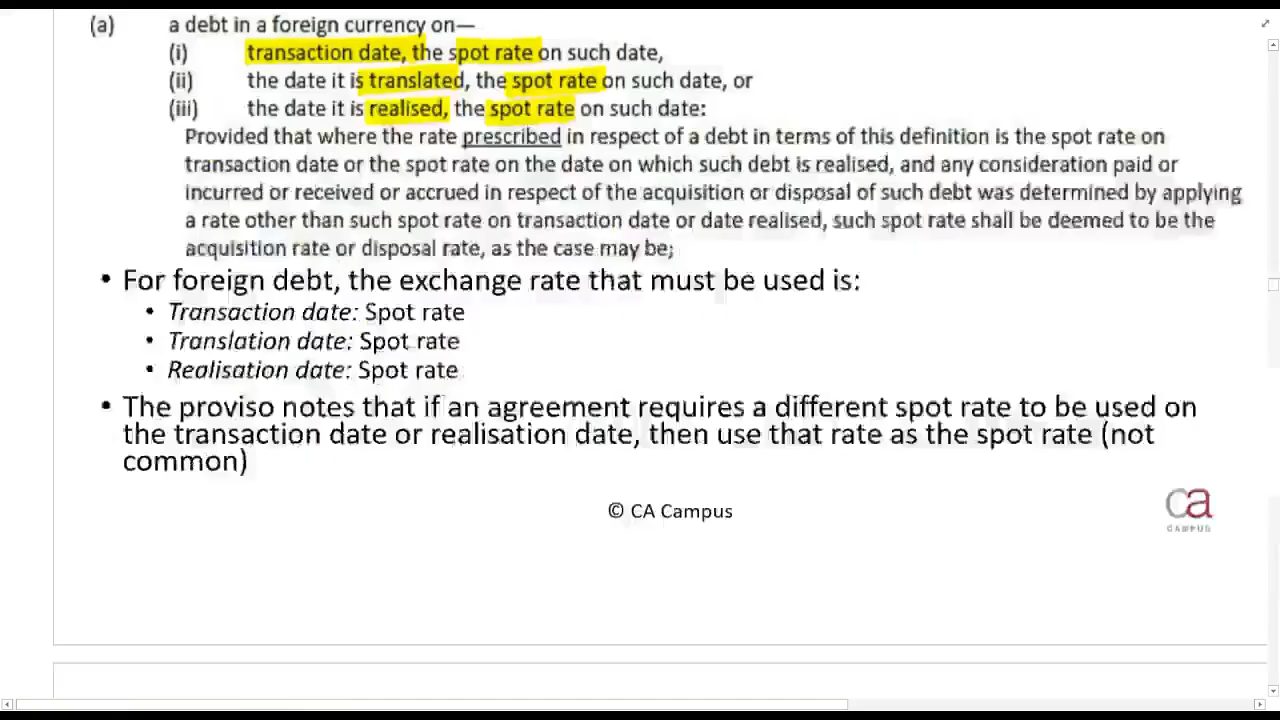 (a) a debt in a foreign currency on—
(i) transaction date, the spot rate on such date,
(ii) the date it is translated, the spot rate on such date, or
(iii) the date it is realised, the spot rate on such date:
Provided that where the rate prescribed in respect of a debt in terms of this definition is the spot rate on
transaction date or the spot rate on the date on which such debt is realised, and any consideration paid or
incurred or received or accrued in respect of the acquisition or disposal of such debt was determined by applying
a rate other than such spot rate on transaction date or date realised, such spot rate shall be deemed to be the
acquisition rate or disposal rate, as the case may be;
• For foreign debt, the exchange rate that must be used is:
• Transaction date: Spot rate
• Translation date: Spot rate
• Realisation date: Spot rate
• The proviso notes that if an agreement requires a different spot rate to be used on
the transaction date or realisation date, then use that rate as the spot rate (not
common)
© CA Campus
ca
CAMPUS